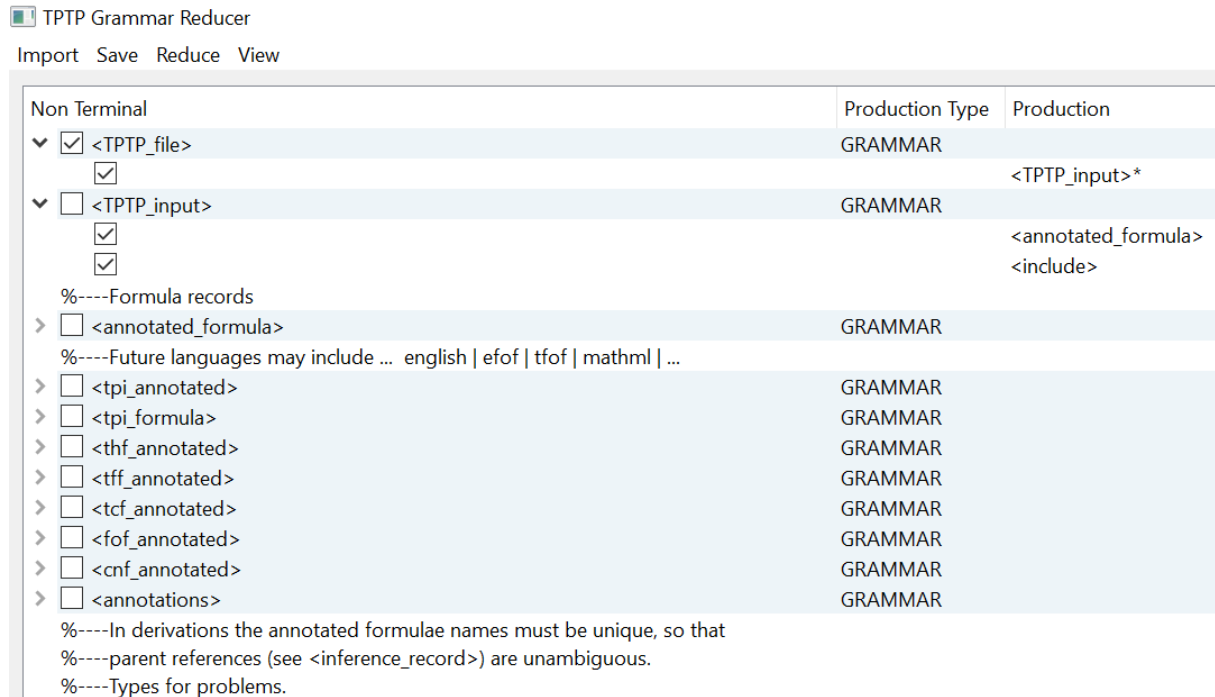 TPTP Grammar Reducer
Import Save Reduce View
Non Terminal Production Type Production
<TPTP_file> GRAMMAR
<TPTP_input>*
<TPTP_input> GRAMMAR
<annotated_formula>
<include>
%----Formula records
<annotated_formula> GRAMMAR
%----Future languages may include ... english | efof | tfof | mathml | ...
<tpi_annotated> GRAMMAR
<tpi_formula> GRAMMAR
<thf_annotated> GRAMMAR
<tff_annotated> GRAMMAR
<tcf_annotated> GRAMMAR
<fof_annotated> GRAMMAR
<cnf_annotated> GRAMMAR
<annotations> GRAMMAR
%----In derivations the annotated formulae names must be unique, so that
%----parent references (see <inference_record>) are unambiguous.
%----Types for problems.